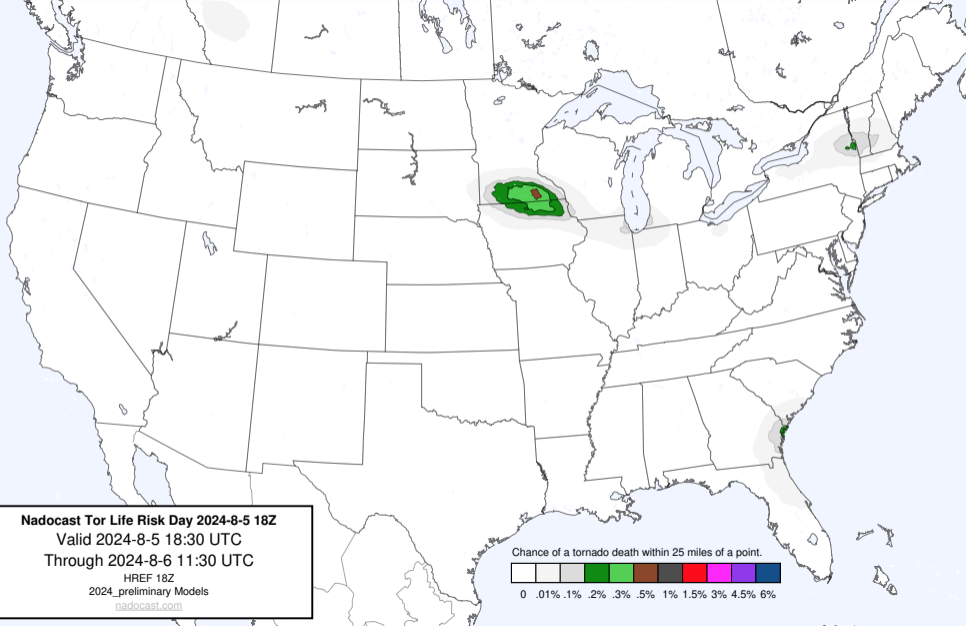 Nadocast Tor Life Risk Day 2024-8-5 18Z
Valid 2024-8-5 18:30 UTC
Through 2024-8-6 11:30 UTC
HREF 18Z
2024_preliminary Models
nadocast.com
Chance of a tornado death within 25 miles of a point.
0 .01% .1% .2% .3% .5% 1% 1.5% 3% 4.5% 6%